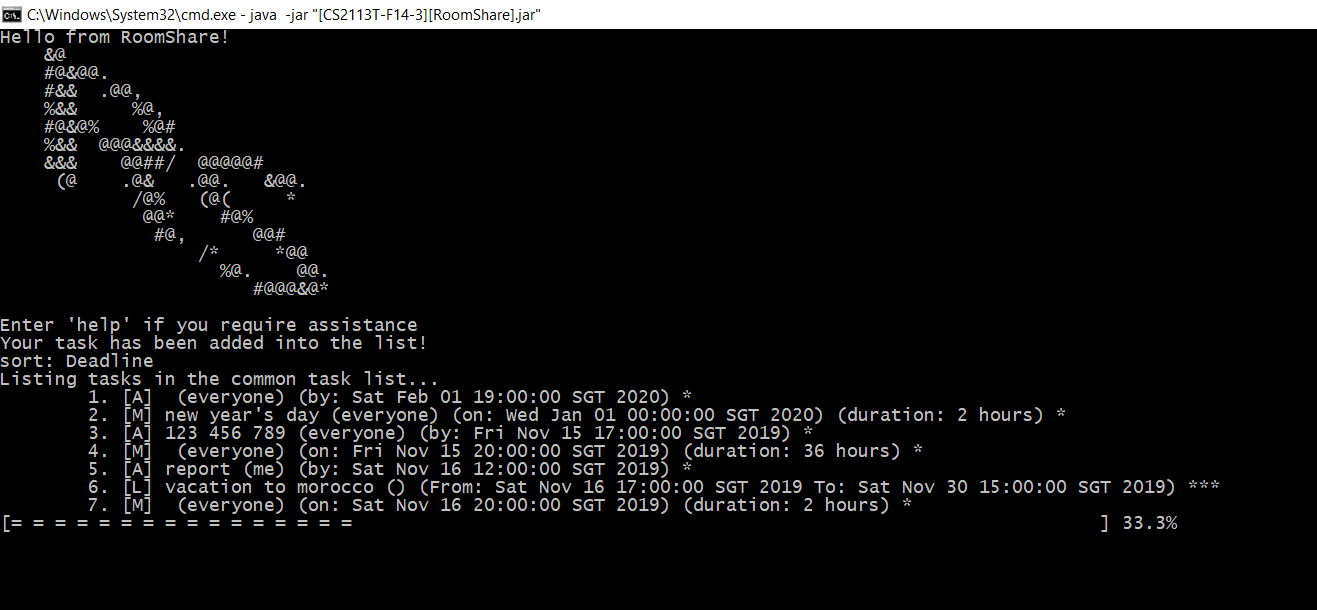 C:\Windows\System32\cmd.exe - java  -jar "[CS2113T-F14-3][RoomShare].jar"
Hello from RoomShare!
    &@
    #@&@@.
    #&&  .@@,
    %&&     %@,
    #@&@%    %@#
    %&&  @@@&&&&.
    &&&    @@##/  @@@@@#
     (@    .@&   .@@.   &@@.
            /@%   (@(     *
             @@*    #@%
              #@,      @@#
                  /*     *@@
                    %@.    @@.
                       #@@@&@*
Enter 'help' if you require assistance
Your task has been added into the list!
sort: Deadline
Listing tasks in the common task list...
        1. [A]  (everyone) (by: Sat Feb 01 19:00:00 SGT 2020) *
        2. [M] new year's day (everyone) (on: Wed Jan 01 00:00:00 SGT 2020) (duration: 2 hours) *
        3. [A] 123 456 789 (everyone) (by: Fri Nov 15 17:00:00 SGT 2019) *
        4. [M]  (everyone) (on: Fri Nov 15 20:00:00 SGT 2019) (duration: 36 hours) *
        5. [A] report (me) (by: Sat Nov 16 12:00:00 SGT 2019) *
        6. [L] vacation to morocco () (From: Sat Nov 16 17:00:00 SGT 2019 To: Sat Nov 30 15:00:00 SGT 2019) ***
        7. [M]  (everyone) (on: Sat Nov 16 20:00:00 SGT 2019) (duration: 2 hours) *
[= = = = = = = = = = = = = = = =                                                                    ] 33.3%